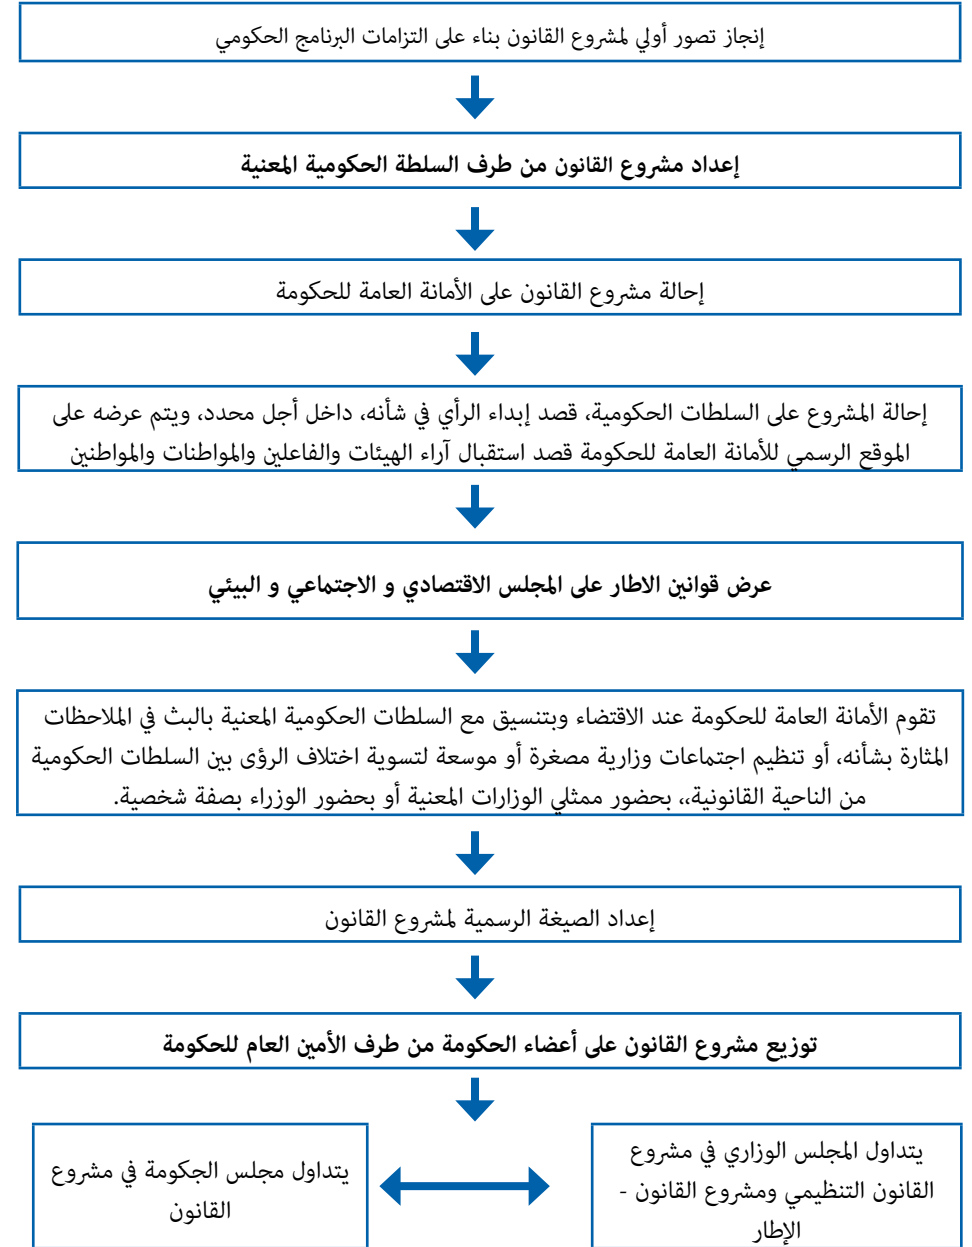 إنجاز تصور أولي لمشروع القانون بناء على التزامات البرنامج الحكومي
إعداد مشروع القانون من طرف السلطة الحكومية المعنية
إحالة مشروع القانون على الأمانة العامة للحكومة
إحالة المشروع على السلطات الحكومية، قصد إبداء الرأي في شأنه، داخل أجل محدد، ويتم عرضه على
الموقع الرسمي للأمانة العامة للحكومة قصد استقبال آراء الهيئات والفاعلين والمواطنات والمواطنين
عرض قوانين الاطار على المجلس الاقتصادي و الاجتماعي و البيئي
تقوم الأمانة العامة للحكومة عند الاقتضاء وبتنسيق مع السلطات الحكومية المعنية بالبث في الملاحظات
المثارة بشأنه، أو تنظيم اجتماعات وزارية مصغرة أو موسعة لتسوية اختلاف الرؤى بين السلطات الحكومية
من الناحية القانونية،، بحضور ممثلي الوزارات المعنية أو بحضور الوزراء بصفة شخصية.
إعداد الصيغة الرسمية لمشروع القانون
توزيع مشروع القانون على أعضاء الحكومة من طرف الأمين العام للحكومة
يتداول المجلس الوزاري في مشروع
القانون التنظيمي ومشروع القانون -
الإطار
يتداول مجلس الجكومة في مشروع
القانون